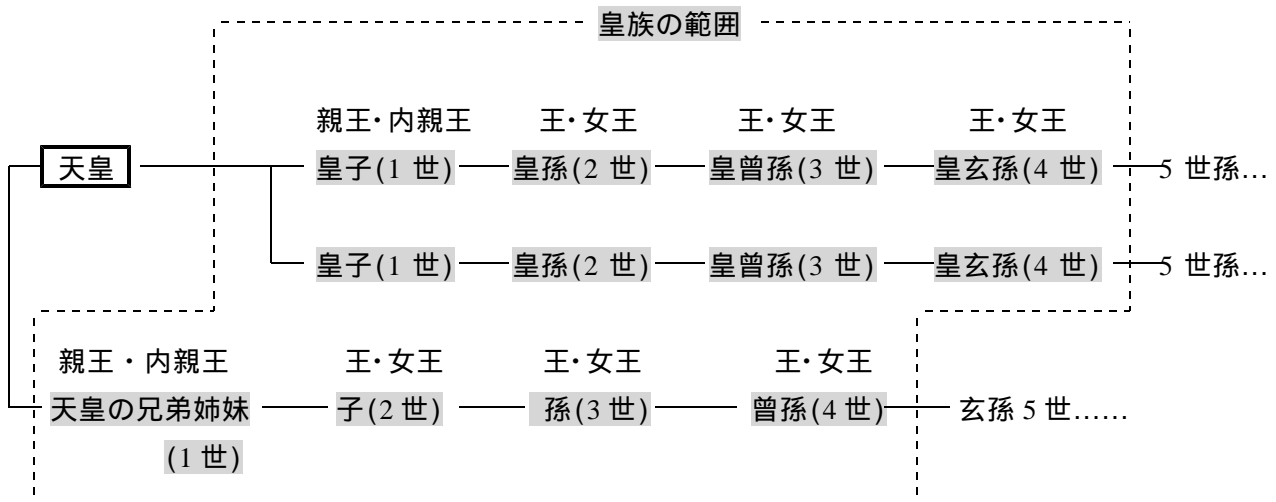 皇族の範囲
親王・内親王 王・女王 王・女王 王・女王
天皇 皇子(1 世) 皇孫(2 世) 皇曾孫(3 世) 皇玄孫(4 世) 5 世孫…
皇子(1 世) 皇孫(2 世) 皇曾孫(3 世) 皇玄孫(4 世) 5 世孫…
親王・内親王 王・女王 王・女王 王・女王
天皇の兄弟姉妹 子(2 世) 孫(3 世) 曾孫(4 世) 玄孫 5 世……
(1 世)